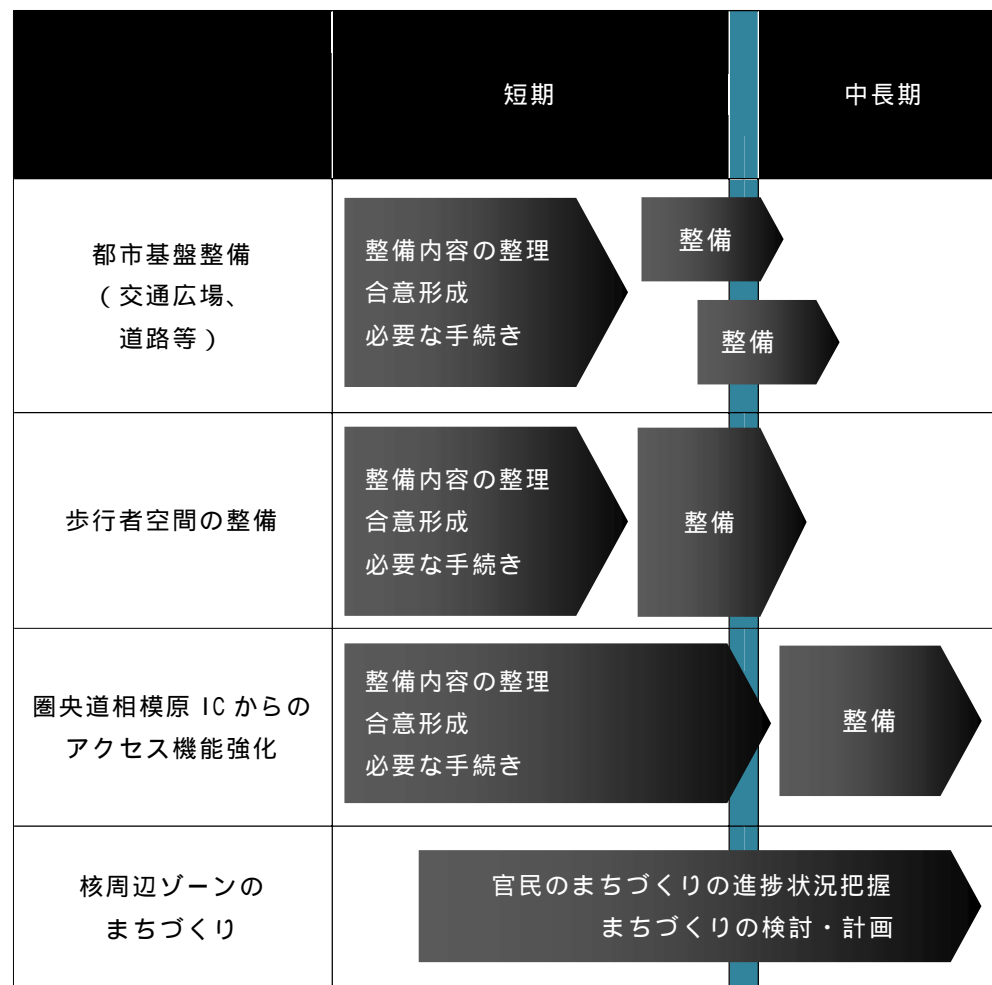 短期
中長期
都市基盤整備
（交通広場、
道路等）
整備内容の整理
合意形成
必要な手続き
整備
整備
歩行者空間の整備
整備内容の整理
合意形成
必要な手続き
整備
圏央道相模原ICからの
アクセス機能強化
整備内容の整理
合意形成
必要な手続き
整備
核周辺ゾーンの
まちづくり
官民のまちづくりの進捗状況把握
まちづくりの検討・計画